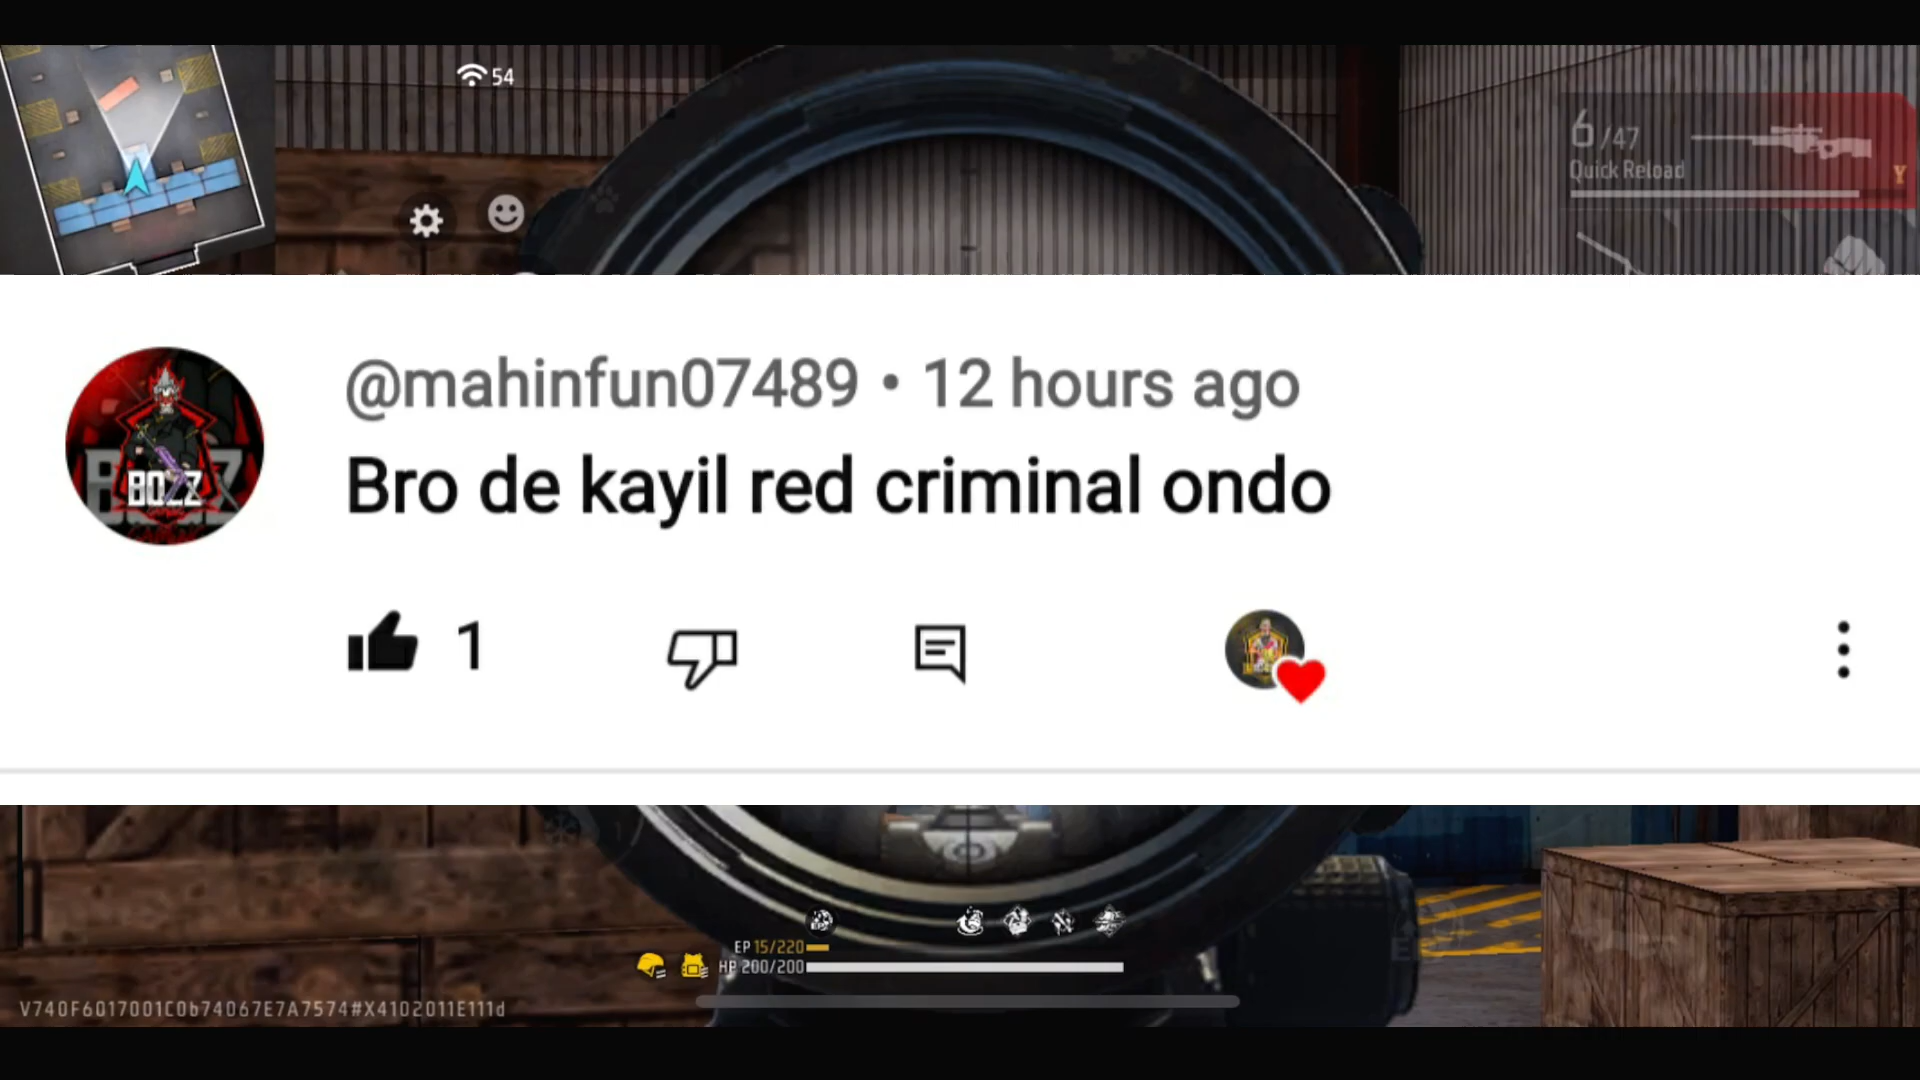 54
6/47
Quick Reload
Y
@mahinfun07489 • 12 hours ago
Bro de kayil red criminal ondo
BOZZ
1
EP 15/220
HP 200/200
V740F6017001C0b74067E7A7574#X4102011E111d